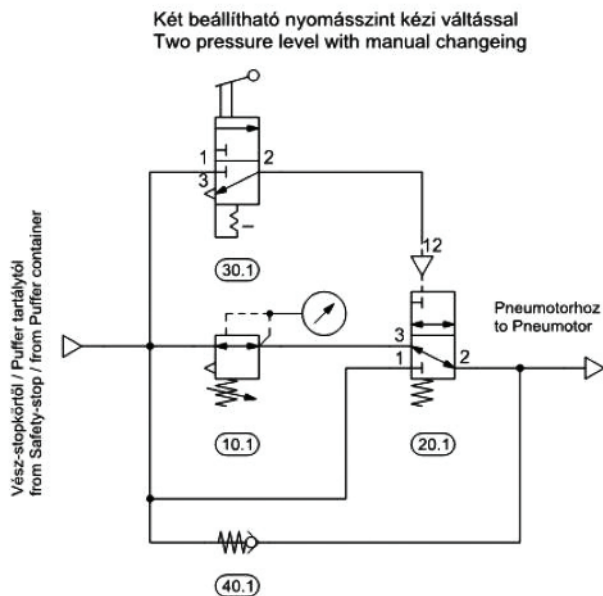 Két beállítható nyomásszint kézi váltással
Two pressure level with manual changeing
1
2
3
30.1
12
Pneumotorhoz
to Pneumotor
3
1
2
10.1
20.1
Vész-stopkörtől / Puffer tartálytól
from Safety-stop / from Puffer container
40.1